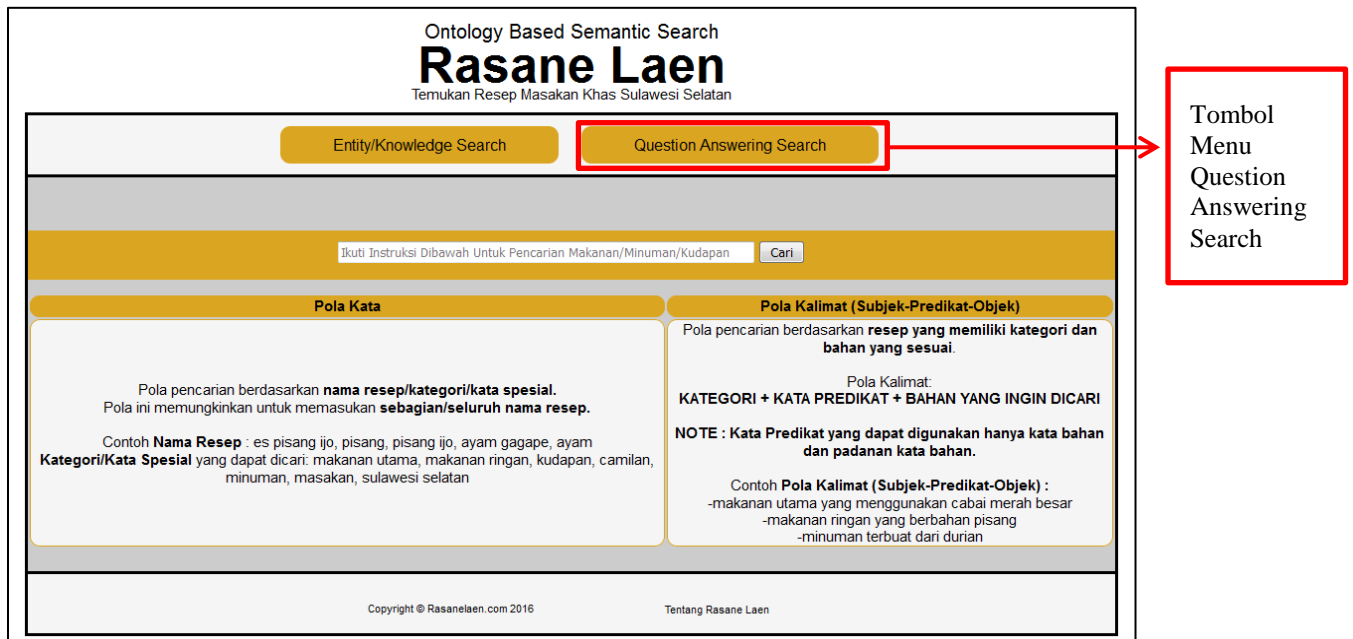 Ontology Based Semantic Search
Rasane Laen
Temukan Resep Masakan Khas Sulawesi Selatan
Entity/Knowledge Search
Question Answering Search
Tombol
Menu
Question
Answering
Search
Ikuti Instruksi Dibawah Untuk Pencarian Makanan/Minuman/Kudapan
Cari
Pola Kata
Pola pencarian berdasarkan nama resep/kategori/kata spesial.
Pola ini memungkinkan untuk memasukan sebagian/seluruh nama resep.
Contoh Nama Resep : es pisang ijo, pisang, pisang ijo, ayam gagape, ayam
Kategori/Kata Spesial yang dapat dicari: makanan utama, makanan ringan, kudapan, camilan,
minuman, masakan, sulawesi selatan
Pola Kalimat (Subjek-Predikat-Objek)
Pola pencarian berdasarkan resep yang memiliki kategori dan
bahan yang sesuai.
Pola Kalimat:
KATEGORI + KATA PREDIKAT + BAHAN YANG INGIN DICARI
NOTE : Kata Predikat yang dapat digunakan hanya kata bahan
dan padanan kata bahan.
Contoh Pola Kalimat (Subjek-Predikat-Objek) :
-makanan utama yang menggunakan cabai merah besar
-makanan ringan yang berbahan pisang
-minuman terbuat dari durian
Copyright © Rasanelaen.com 2016
Tentang Rasane Laen